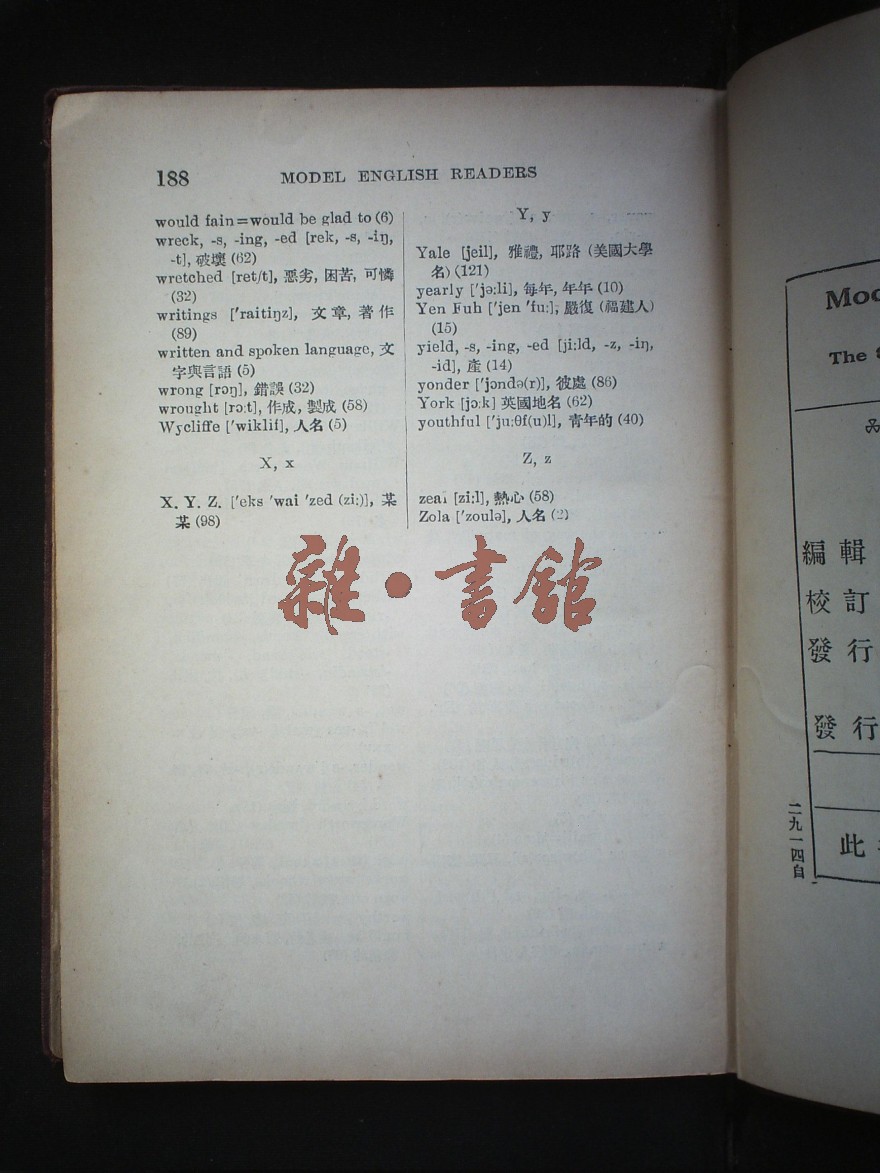 188 MODEL ENGLISH READERS
would fain=would be glad to (6)
wreck, -s, -ing, -ed [rek, -s, -iŋ,
-t], 破壞 (62)
wretched [ret/t], 惡劣, 困苦, 可憐
(32)
writings ['raitiŋz], 文章, 著作
(89)
written and spoken language, 文
字與言語 (5)
wrong [rɔŋ], 錯誤 (32)
wrought [rɔ:t], 作成, 製成 (58)
Wycliffe ['wiklif], 人名 (5)
X, x
X. Y. Z. ['eks 'wai 'zed (zi:)], 某
某 (98)
Y, y
Yale [jeil], 雅禮, 耶路 (美國大學
名) (121)
yearly ['jə:li], 每年, 年年 (10)
Yen Fuh ['jen 'fu:], 嚴復 (福建人)
(15)
yield, -s, -ing, -ed [ji:ld, -z, -iŋ,
-id], 產 (14)
yonder ['jɔndə(r)], 彼處 (86)
York [jɔ:k] 英國地名 (62)
youthful ['ju:θf(u)l], 青年的 (40)
Z, z
zeal [zi:l], 熱心 (58)
Zola ['zoulə], 人名 (2)
雜·書館
The
編輯
校訂
發行
發行
此
二九一四自